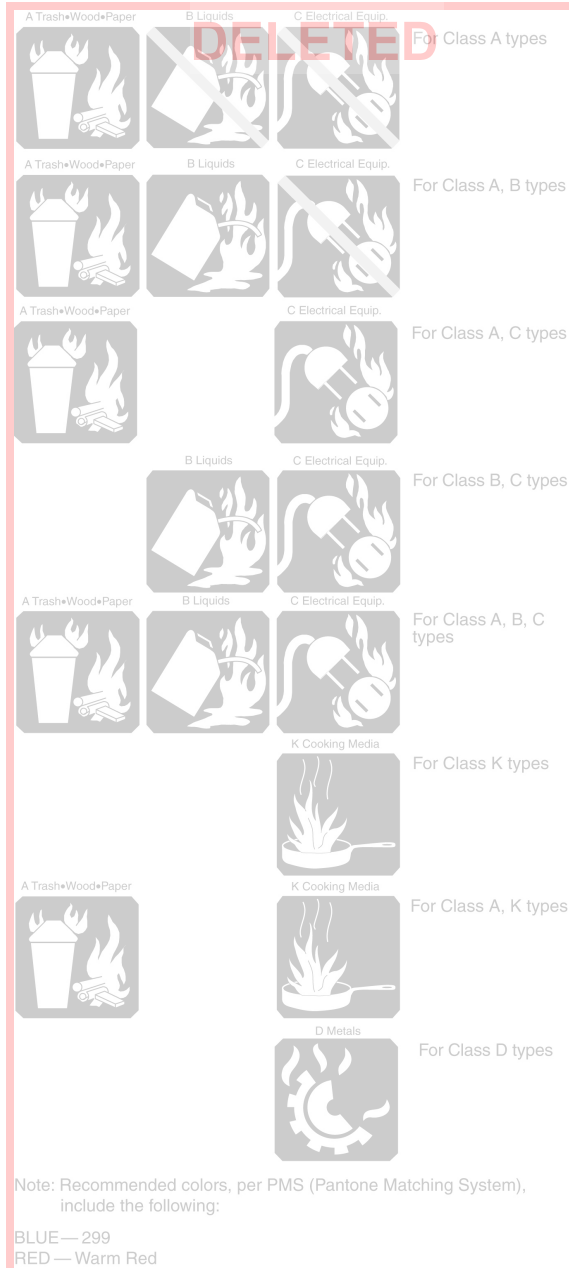 DELETED
A Trash•Wood•Paper
B Liquids
C Electrical Equip.
For Class A types
A Trash•Wood•Paper
B Liquids
C Electrical Equip.
For Class A, B types
A Trash•Wood•Paper
C Electrical Equip.
For Class A, C types
B Liquids
C Electrical Equip.
For Class B, C types
A Trash•Wood•Paper
B Liquids
C Electrical Equip.
For Class A, B, C
types
K Cooking Media
For Class K types
A Trash•Wood•Paper
K Cooking Media
For Class A, K types
D Metals
For Class D types
Note: Recommended colors, per PMS (Pantone Matching System),
include the following:
BLUE — 299
RED — Warm Red